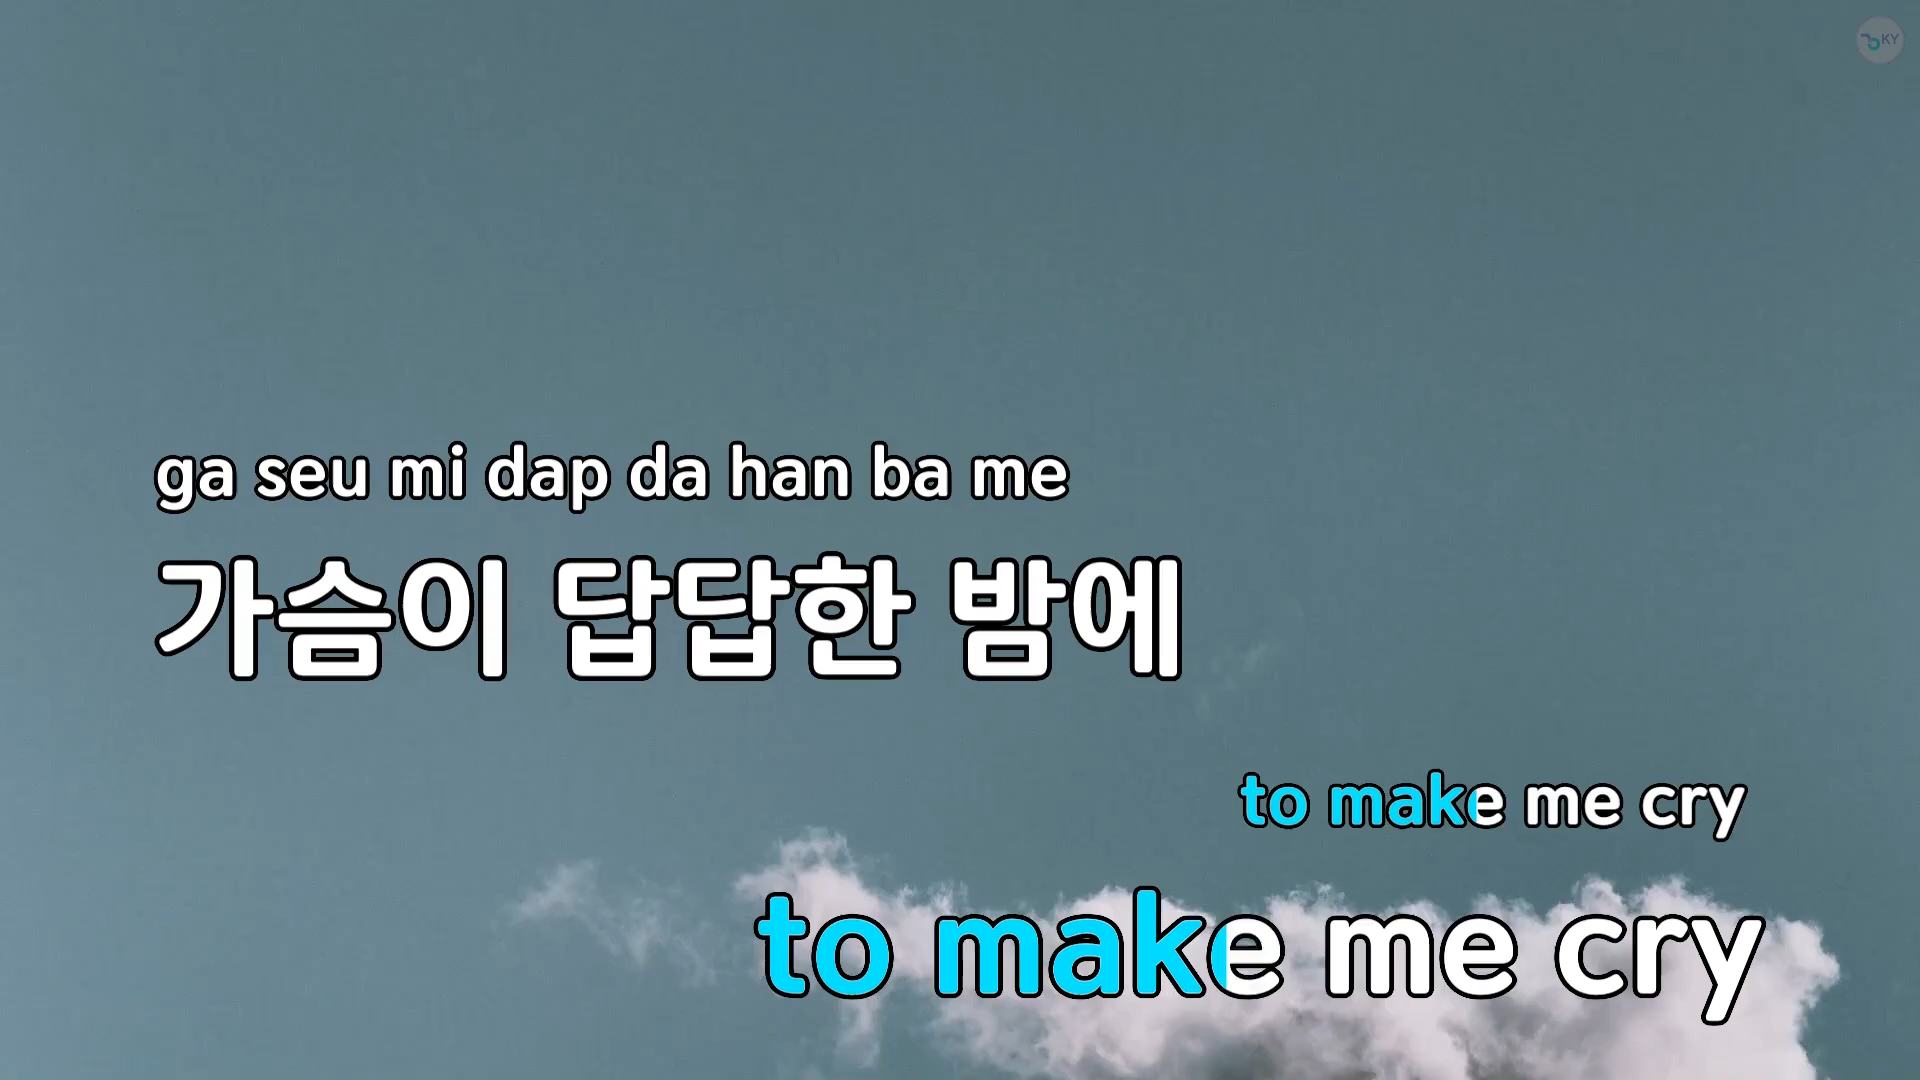 KY
ga seu mi dap da han ba me
가슴이 답답한 밤에
to make me cry
to make me cry